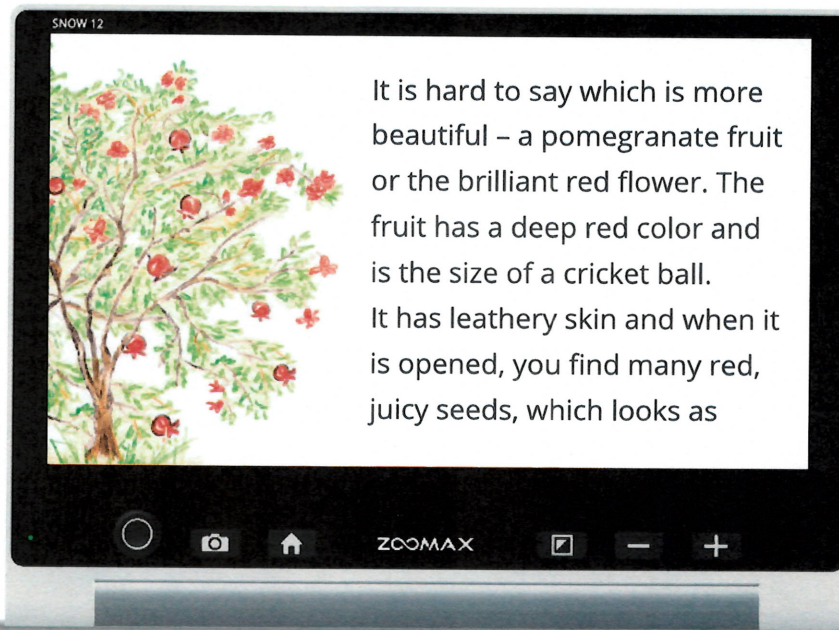 SNOW 12
It is hard to say which is more
beautiful – a pomegranate fruit
or the brilliant red flower. The
fruit has a deep red color and
is the size of a cricket ball.
It has leathery skin and when it
is opened, you find many red,
juicy seeds, which looks as
ZOOMAX